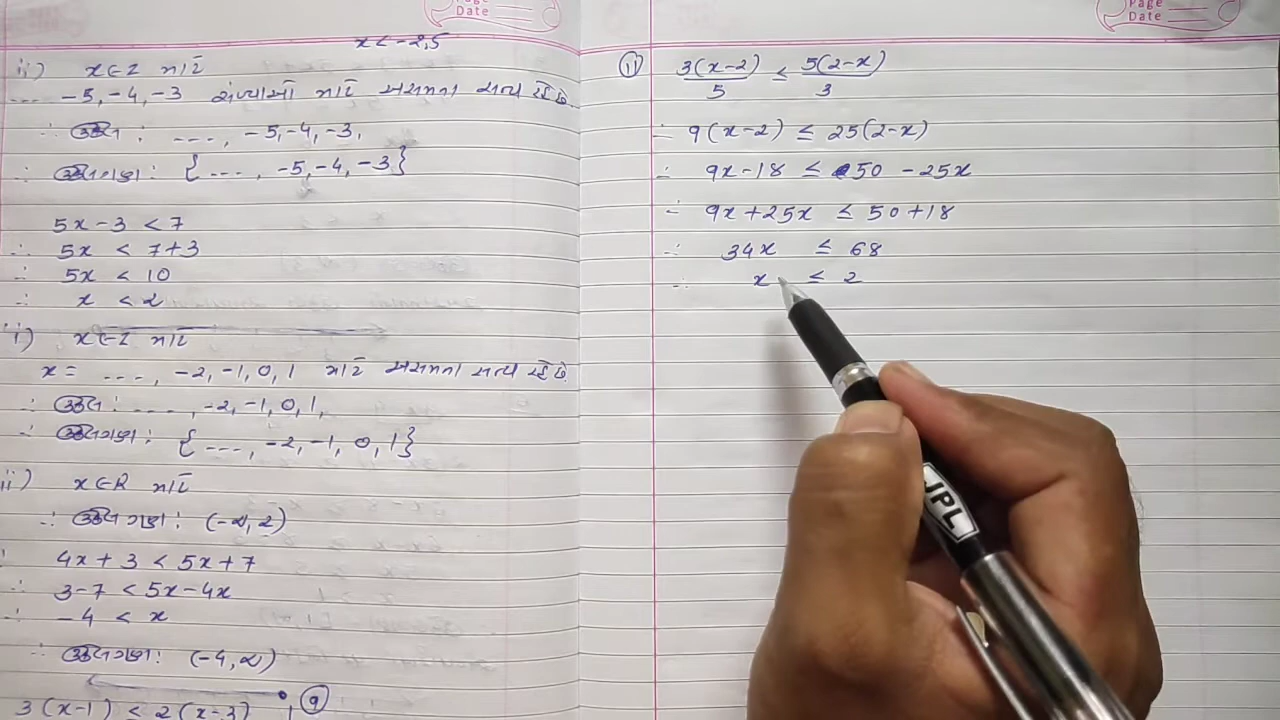 Page
Date
x < -2,5
ii) x∈Z માટે
.... -5,-4,-3 સંખ્યાઓ માટે અસમતા સત્ય રહે છે.
∴ ઉકેલ : ...., -5,-4,-3,
∴ ઉકેલગણ: {...., -5,-4,-3}
5x-3 < 7
∴ 5x < 7+3
∴ 5x < 10
∴ x < 2
i) x∈Z માટે
x = ...., -2,-1,0,1 માટે અસમતા સત્ય રહે છે.
∴ ઉકેલ : ...., -2,-1,0,1,
∴ ઉકેલગણ: {...., -2,-1,0,1}
ii) x∈R માટે
∴ ઉકેલગણ: (-∞,2)
4x+3 < 5x+7
∴ 3-7 < 5x-4x
∴ -4 < x
∴ ઉકેલગણ: (-4,∞)
9
3(x-1) ≤ 2(x-3)
Page
Date
11 3(x-2)/5 ≤ 5(2-x)/3
∴ 9(x-2) ≤ 25(2-x)
∴ 9x-18 ≤ 50-25x
∴ 9x+25x ≤ 50+18
∴ 34x ≤ 68
∴ x ≤ 2
JPL